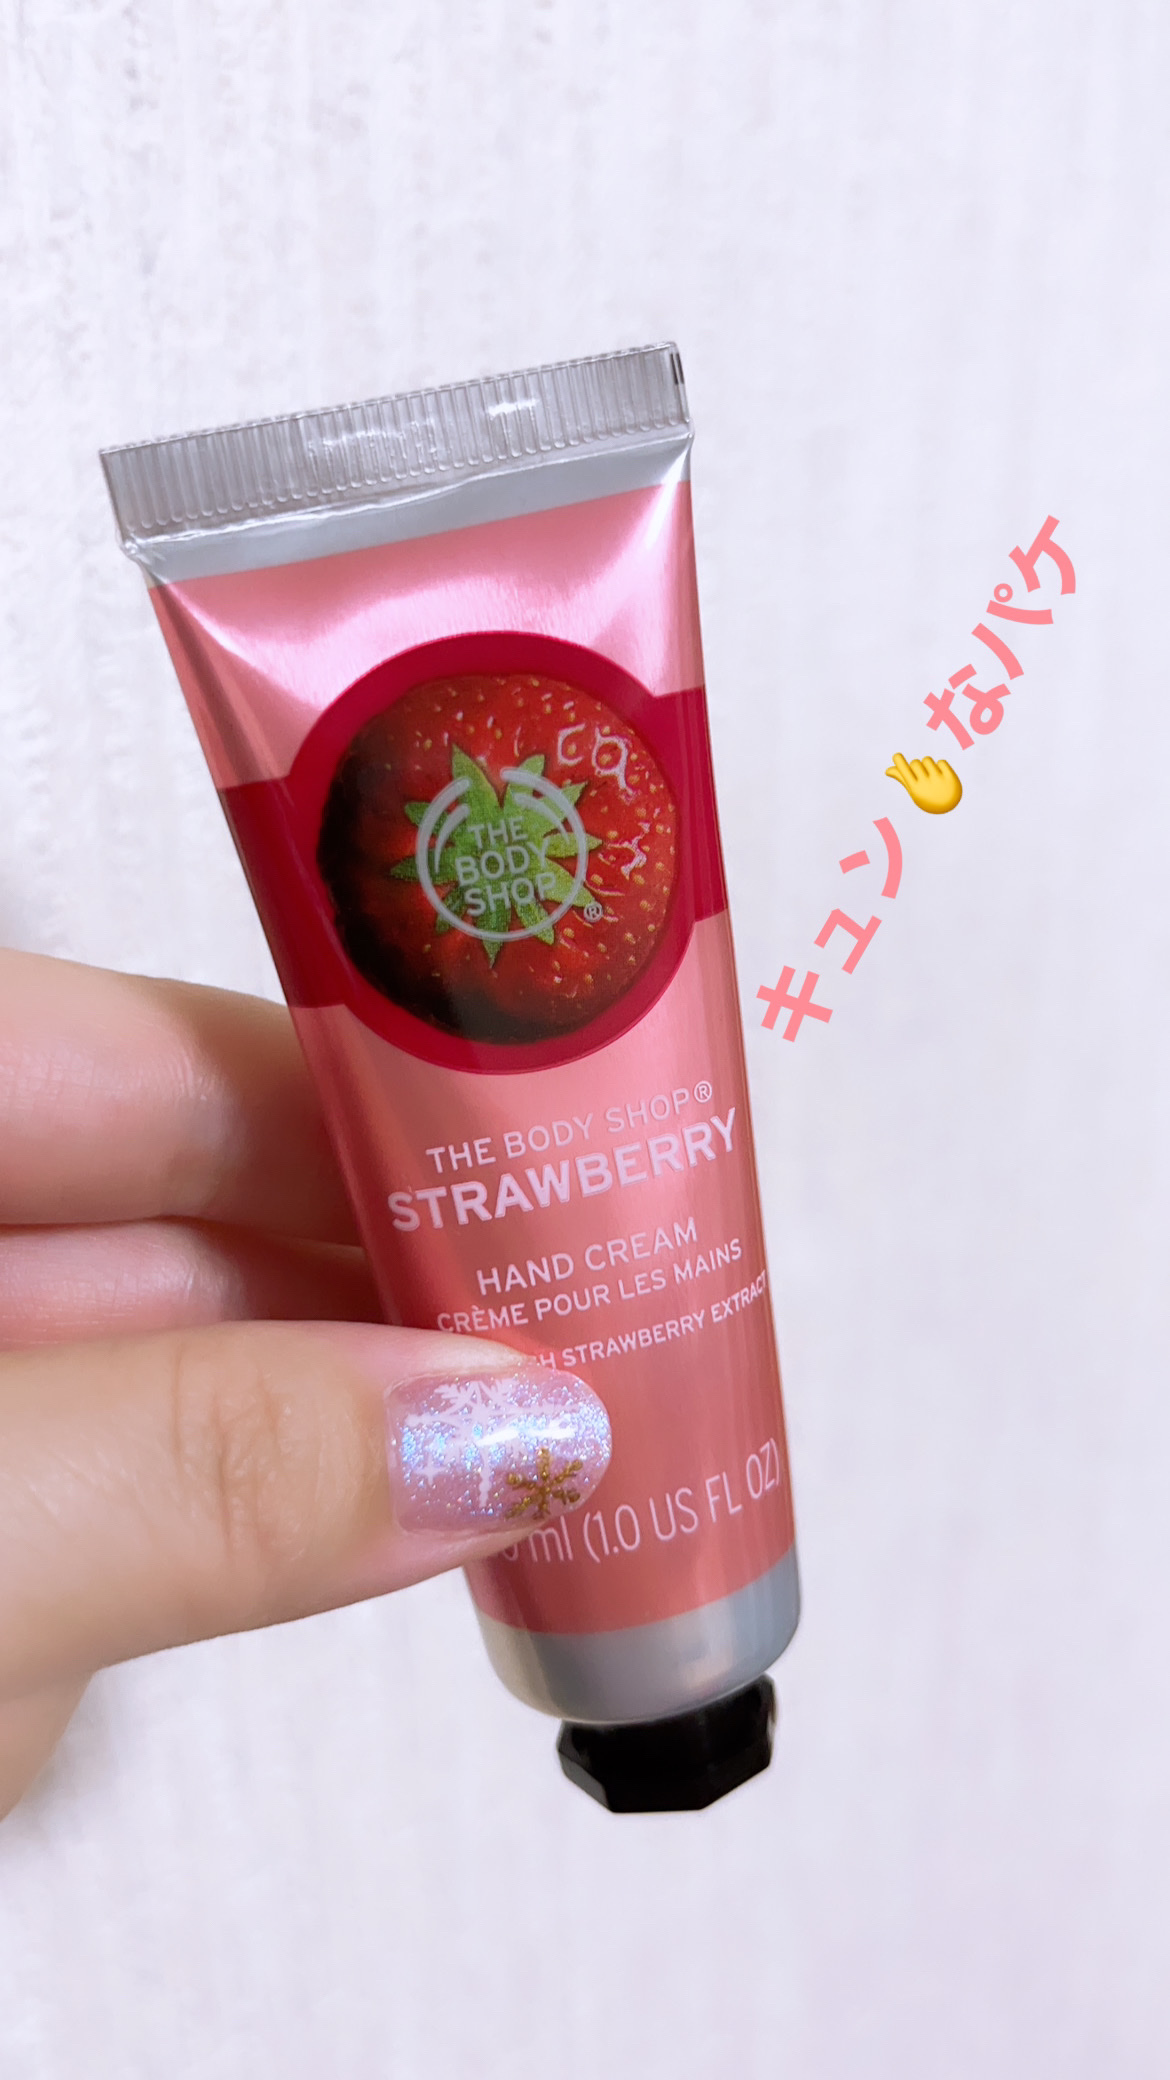 THE
BODY
SHOP
®
THE BODY SHOP®
STRAWBERRY
HAND CREAM
CRÈME POUR LES MAINS
STRAWBERRY EXTRACT
ml (1.0 US FL OZ)
キュン👆なパケ